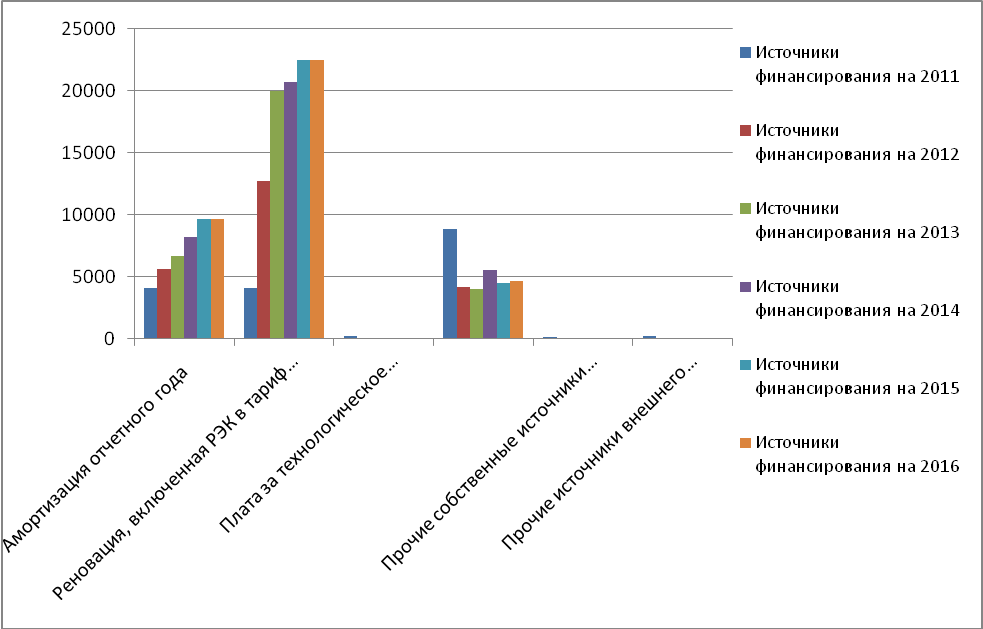 25000
20000
15000
10000
5000
0
Амортизация отчетного года
Реновация, включенная РЭК в тариф...
Плата за технологическое...
Прочие собственные источники...
Прочие источники внешнего...
Источники
финансирования на 2011
Источники
финансирования на 2012
Источники
финансирования на 2013
Источники
финансирования на 2014
Источники
финансирования на 2015
Источники
финансирования на 2016